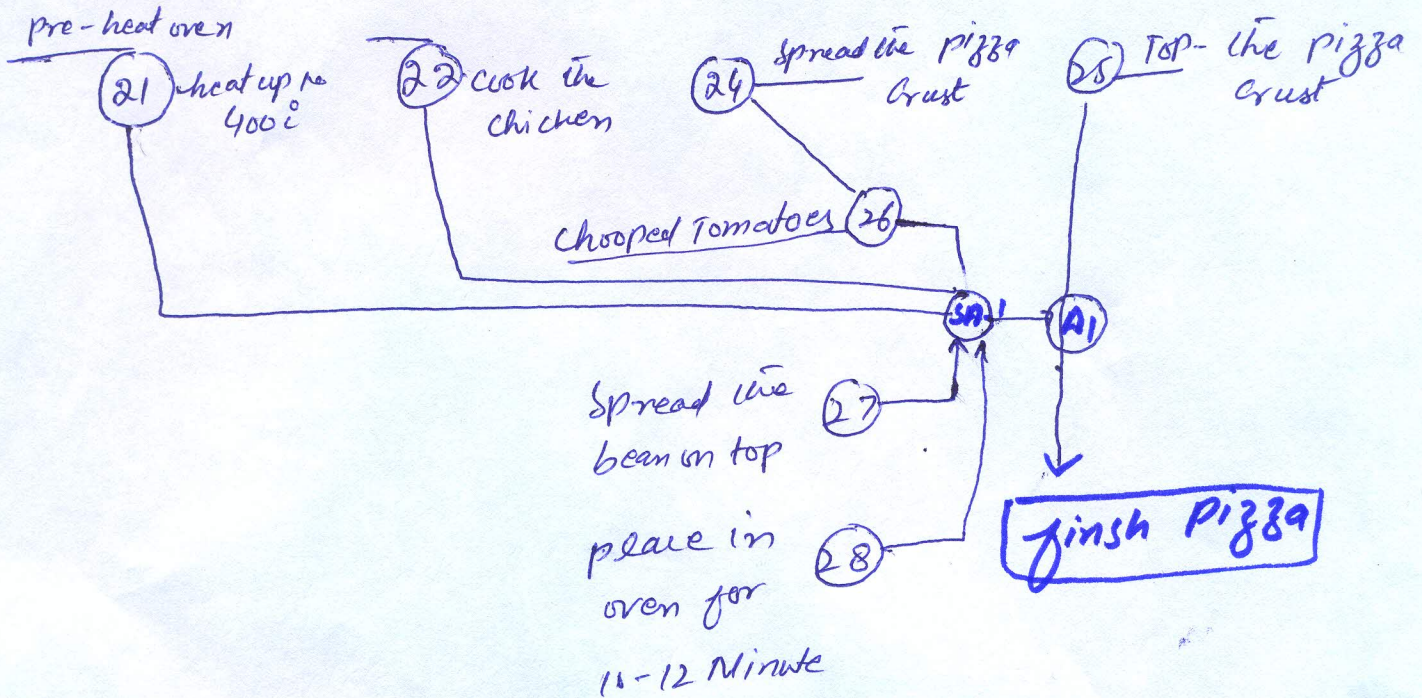 pre-heat oven
21 heat up to
400°
22 cook the
chicken
24 Spread the pizza
Crust
25 Top- the pizza
Crust
Chooped Tomatoes 26
SA-1 A1
Spread the 27
bean on top
place in 28
oven for
11-12 Minute
finsh Pizza